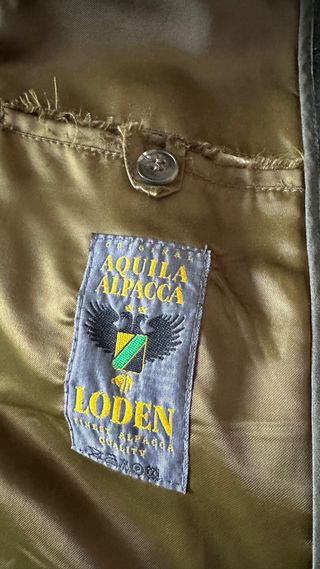 ORIGINAL
AQUILA
ALPACCA
LODEN
FINEST ALPACCA
QUALITY